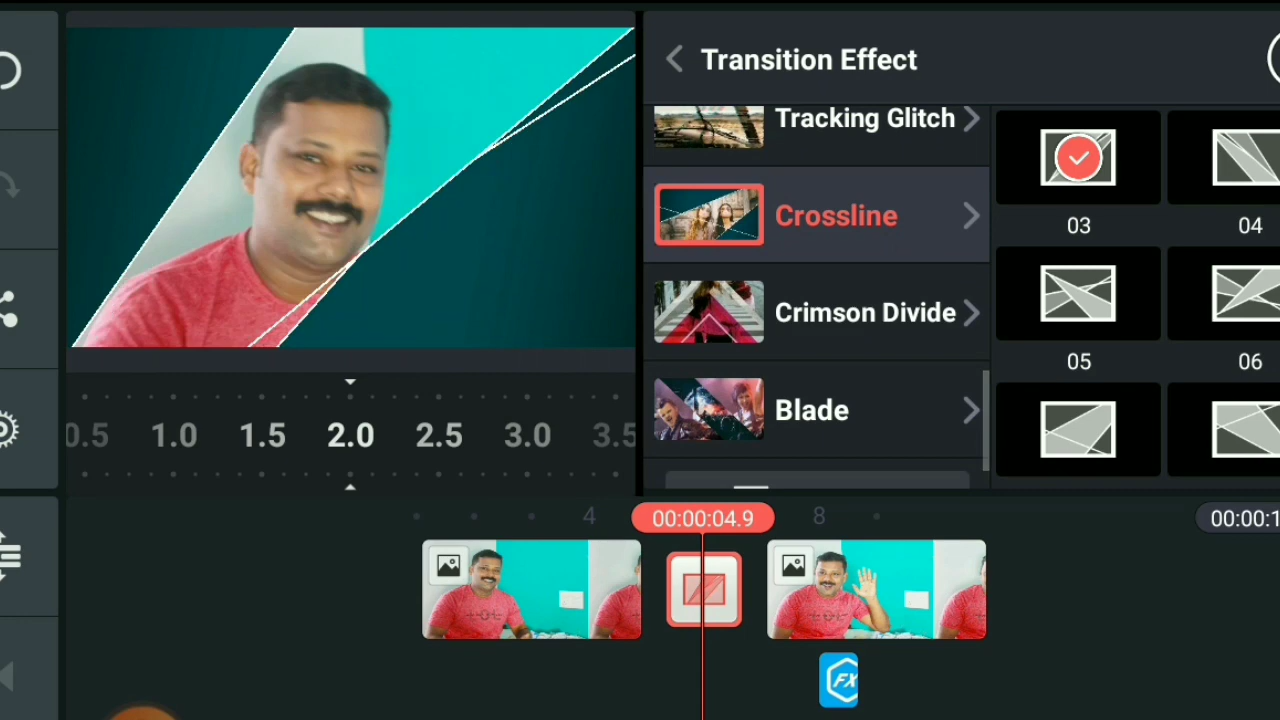 Transition Effect
Tracking Glitch
Crossline
Crimson Divide
Blade
03
04
05
06
0.5 1.0 1.5 2.0 2.5 3.0 3.5
4
00:00:04.9
8
00:00:1
FX